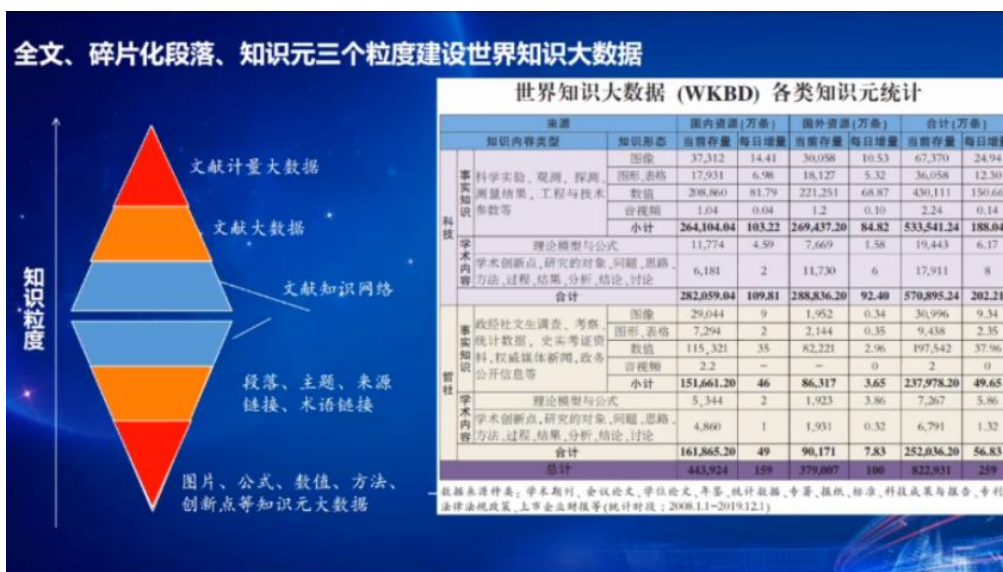 全文、碎片化段落、知识元三个粒度建设世界知识大数据
知识粒度
文献计量大数据
文献大数据
文献知识网络
段落、主题、来源
链接、术语链接
图片、公式、数值、方法、
创新点等知识元大数据
世界知识大数据 (WKBD) 各类知识元统计
来源 国内资源(万条) 国外资源(万条) 合计(万条)
知识内容类型 知识形态 当前存量 每日增量 当前存量 每日增量 当前存量 每日增量
科技
事实知识
科学实验、观测、探测、
测量结果、工程与技术
参数等
图像 37,312 14.41 30,058 10.53 67,370 24.94
图形、表格 17,931 6.98 18,127 5.32 36,058 12.30
数值 208,860 81.79 221,251 68.87 430,111 150.66
音视频 1.04 0.04 1.2 0.10 2.24 0.14
小计 264,104.04 103.22 269,437.20 84.82 533,541.24 188.04
学术内容
理论模型与公式 11,774 4.59 7,669 1.58 19,443 6.17
学术创新点,研究的对象、问题、思路、
方法、过程、结果、分析、结论、讨论
6,181 2 11,730 6 17,911 8
合计 282,059.04 109.81 288,836.20 92.40 570,895.24 202.21
哲社
事实知识
政经社文生调查、考察、
统计数据、史实考证资
料,权威媒体新闻,政务
公开信息等
图像 29,044 9 1,952 0.34 30,996 9.34
图形、表格 7,294 2 2,144 0.35 9,438 2.35
数值 115,321 35 82,221 2.96 197,542 37.96
音视频 2.2 - - 0 2 0
小计 151,661.20 46 86,317 3.65 237,978.20 49.65
学术内容
理论模型与公式 5,344 2 1,923 3.86 7,267 5.86
学术创新点,研究的对象、问题、思路、
方法、过程、结果、分析、结论、讨论
4,860 1 1,931 0.32 6,791 1.32
合计 161,865.20 49 90,171 7.83 252,036.20 56.83
总计 443,924 159 379,007 100 822,931 259
数据来源种类:学术期刊、会议论文、学位论文、年鉴、统计数据、专著、报纸、标准、科技成果与报告、专利
法律法规政策、上市企业财报等(统计时段:2008.1.1-2019.12.1)